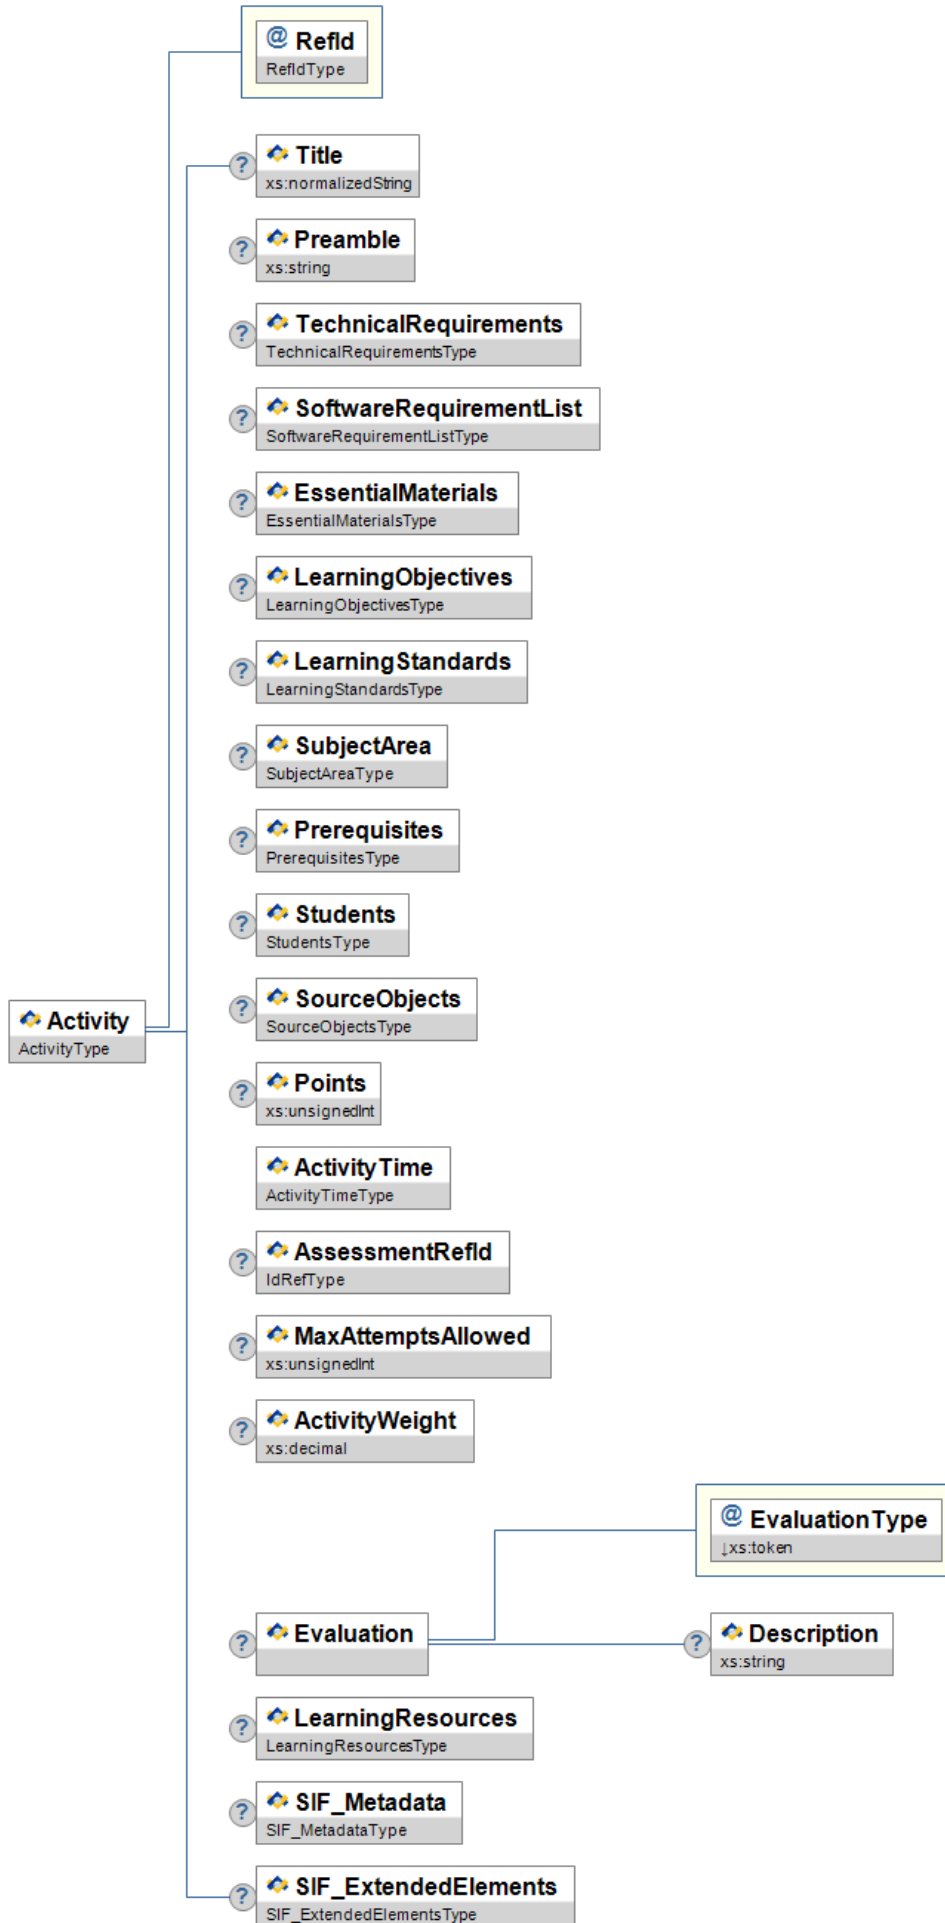 @ RefId
RefIdType
? Title
xs:normalizedString
? Preamble
xs:string
? TechnicalRequirements
TechnicalRequirementsType
? SoftwareRequirementList
SoftwareRequirementListType
? EssentialMaterials
EssentialMaterialsType
? LearningObjectives
LearningObjectivesType
? LearningStandards
LearningStandardsType
? SubjectArea
SubjectAreaType
? Prerequisites
PrerequisitesType
? Students
StudentsType
? SourceObjects
SourceObjectsType
Activity
ActivityType
? Points
xs:unsignedInt
ActivityTime
ActivityTimeType
? AssessmentRefId
IdRefType
? MaxAttemptsAllowed
xs:unsignedInt
? ActivityWeight
xs:decimal
@ EvaluationType
↓xs:token
? Evaluation
? Description
xs:string
? LearningResources
LearningResourcesType
? SIF_Metadata
SIF_MetadataType
? SIF_ExtendedElements
SIF_ExtendedElementsType